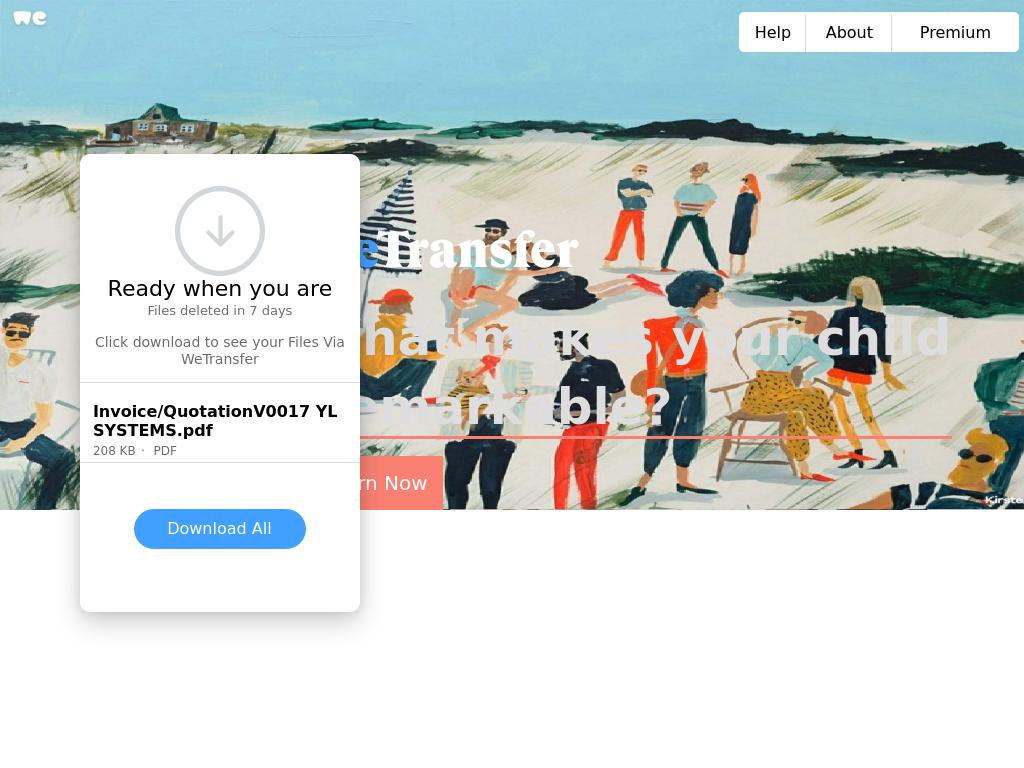 we
Help About Premium
Ready when you are
Files deleted in 7 days
Click download to see your Files Via
WeTransfer
Invoice/QuotationV0017 YL
SYSTEMS.pdf
208 KB · PDF
Download All
eTransfer
hat makes your child
emarkable?
rn Now
Kirste